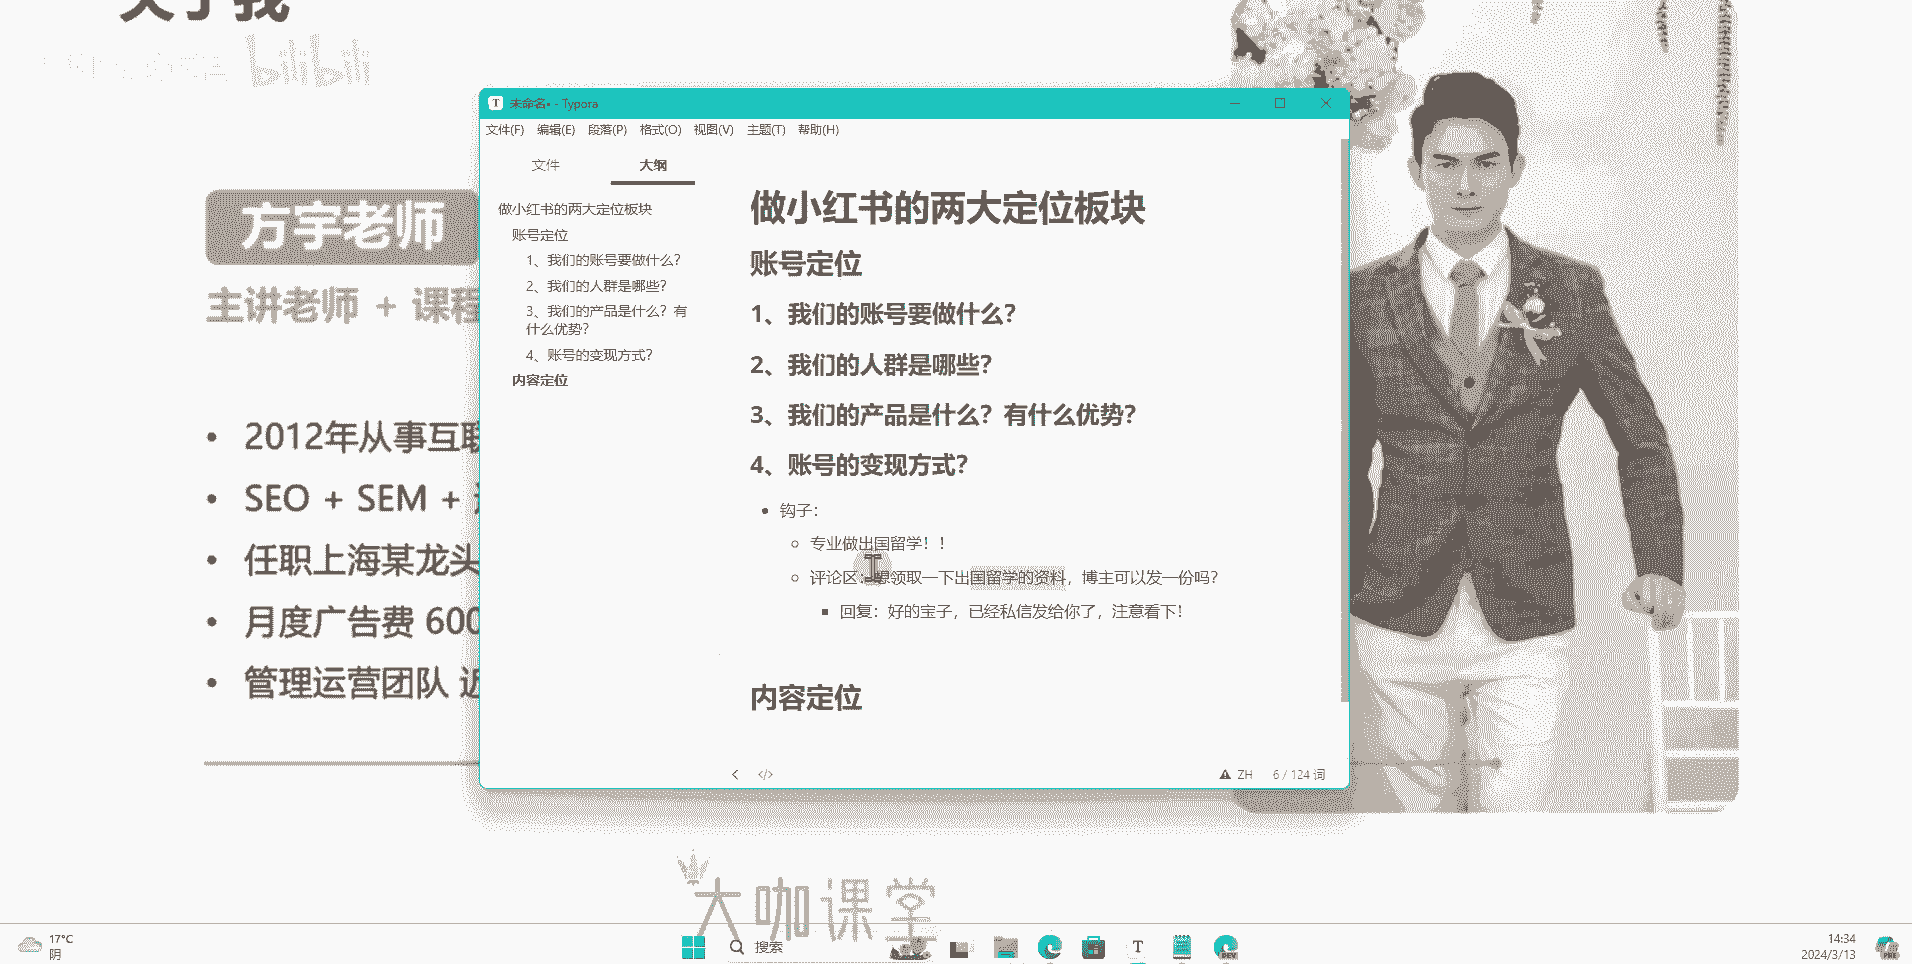 关于我
bilibili
未命名• - Typora
文件(F) 编辑(E) 段落(P) 格式(O) 视图(V) 主题(T) 帮助(H)
文件 大纲
做小红书的两大定位板块
账号定位
1、我们的账号要做什么?
2、我们的人群是哪些?
3、我们的产品是什么? 有
什么优势?
4、账号的变现方式?
内容定位
做小红书的两大定位板块
账号定位
1、我们的账号要做什么?
2、我们的人群是哪些?
3、我们的产品是什么? 有什么优势?
4、账号的变现方式?
钩子:
专业做出国留学! !
评论区: 想领取一下出国留学的资料, 博主可以发一份吗?
回复: 好的宝子, 已经私信发给你了, 注意看下!
内容定位
ZH 6 / 124 词
方宇老师
主讲老师 + 课程
• 2012年从事互联
• SEO + SEM +
• 任职上海某龙头
• 月度广告费 600
• 管理运营团队 近
大咖课堂
17°C
阴
搜索
14:34
2024/3/13